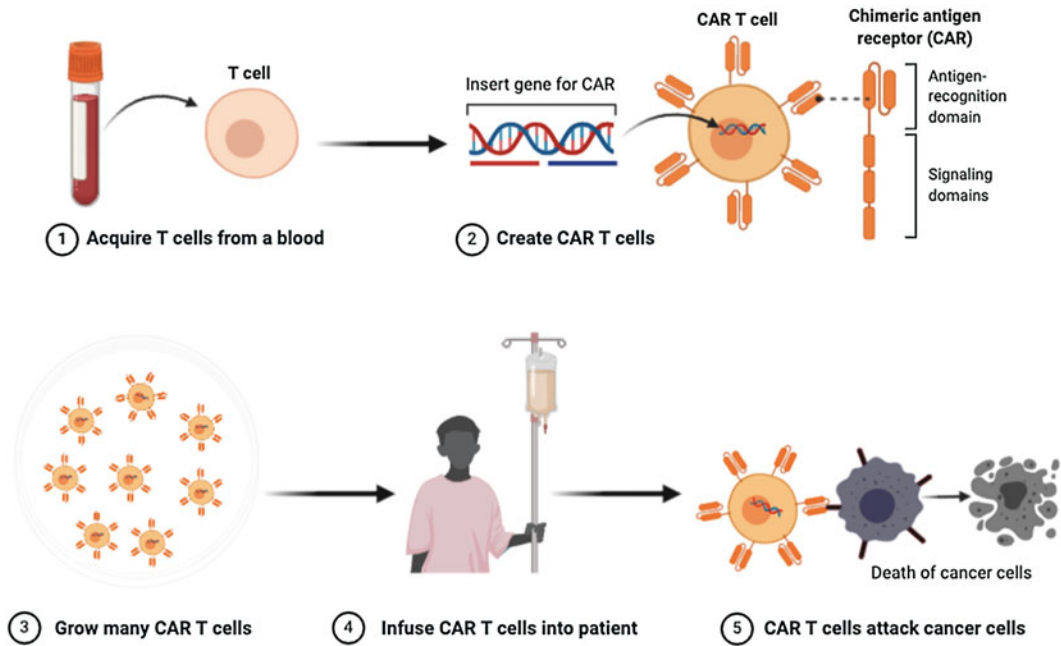 T cell
1 Acquire T cells from a blood
Insert gene for CAR
CAR T cell
Chimeric antigen
receptor (CAR)
Antigen-
recognition
domain
Signaling
domains
2 Create CAR T cells
3 Grow many CAR T cells
4 Infuse CAR T cells into patient
Death of cancer cells
5 CAR T cells attack cancer cells